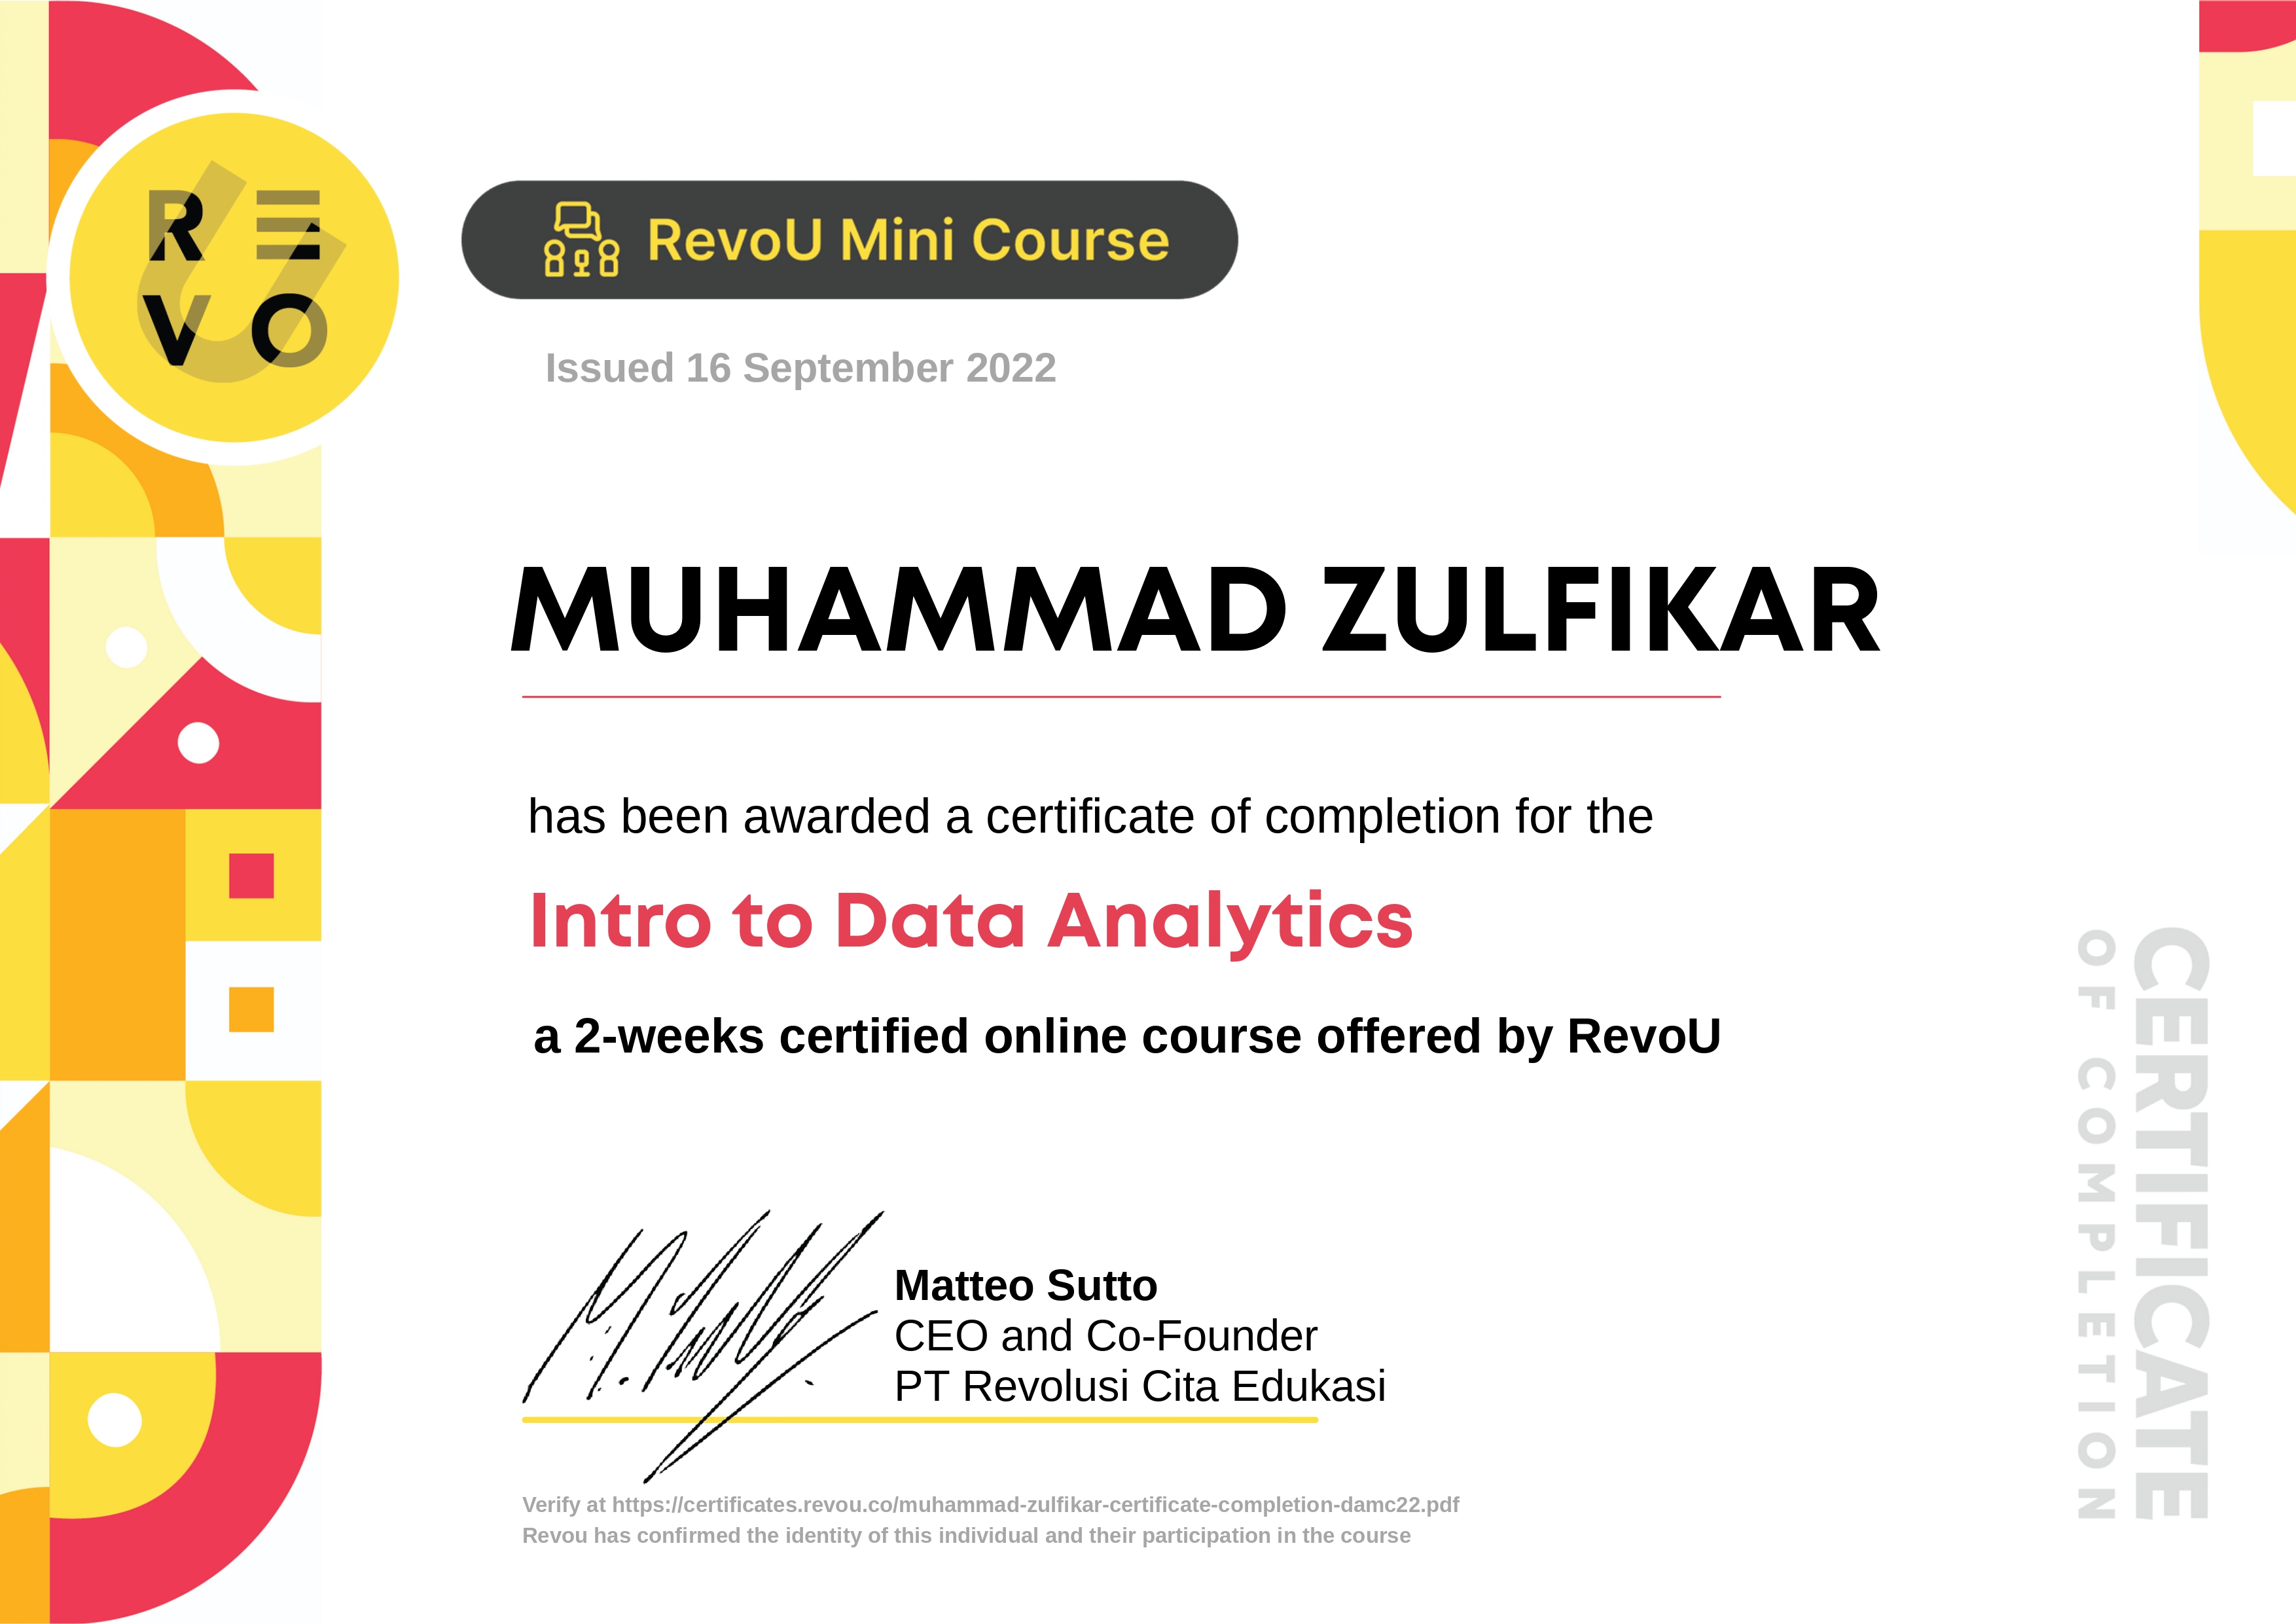 R E
V O
RevoU Mini Course
Issued 16 September 2022
MUHAMMAD ZULFIKAR
has been awarded a certificate of completion for the
Intro to Data Analytics
a 2-weeks certified online course offered by RevoU
Matteo Sutto
CEO and Co-Founder
PT Revolusi Cita Edukasi
Verify at https://certificates.revou.co/muhammad-zulfikar-certificate-completion-damc22.pdf
Revou has confirmed the identity of this individual and their participation in the course
CERTIFICATE
OF COMPLETION